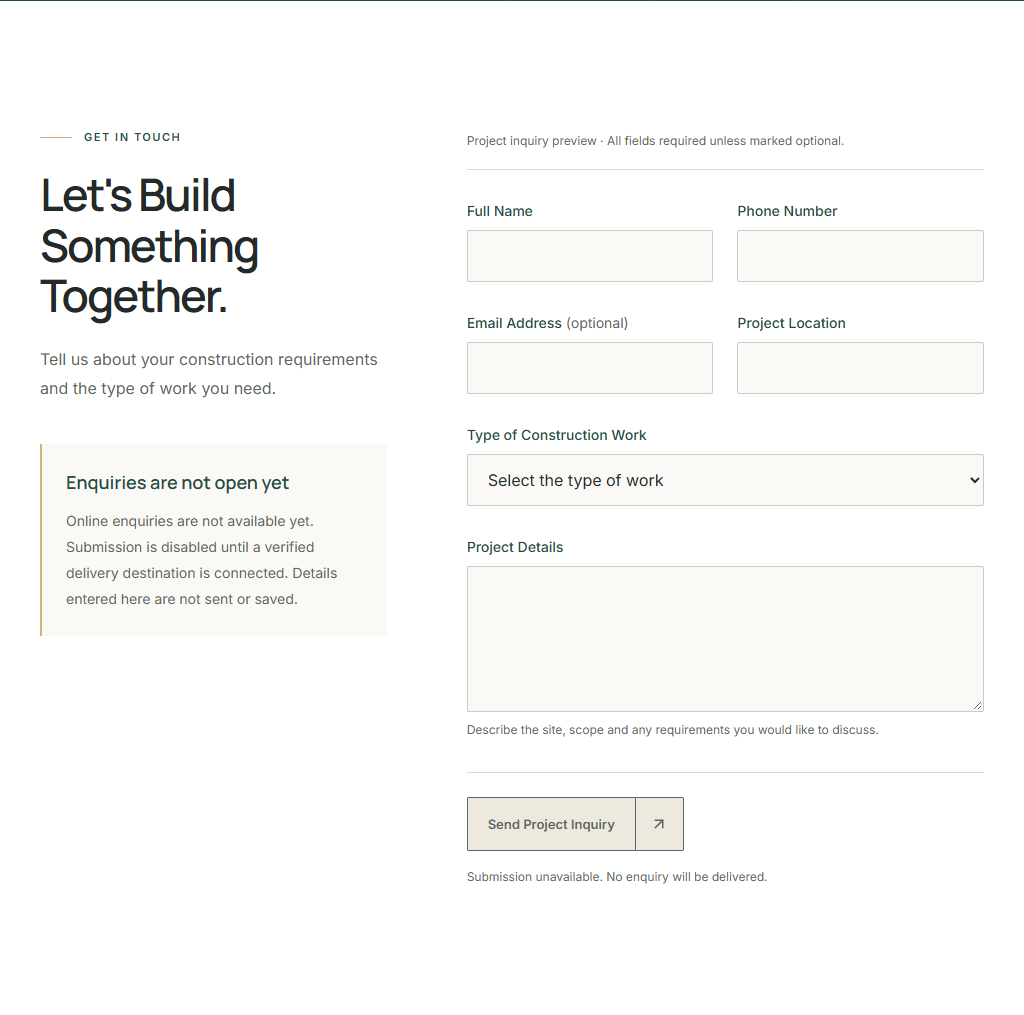 GET IN TOUCH
Let's Build
Something
Together.
Tell us about your construction requirements
and the type of work you need.
Enquiries are not open yet
Online enquiries are not available yet.
Submission is disabled until a verified
delivery destination is connected. Details
entered here are not sent or saved.
Project inquiry preview · All fields required unless marked optional.
Full Name
Phone Number
Email Address (optional)
Project Location
Type of Construction Work
Select the type of work
Project Details
Describe the site, scope and any requirements you would like to discuss.
Send Project Inquiry
Submission unavailable. No enquiry will be delivered.